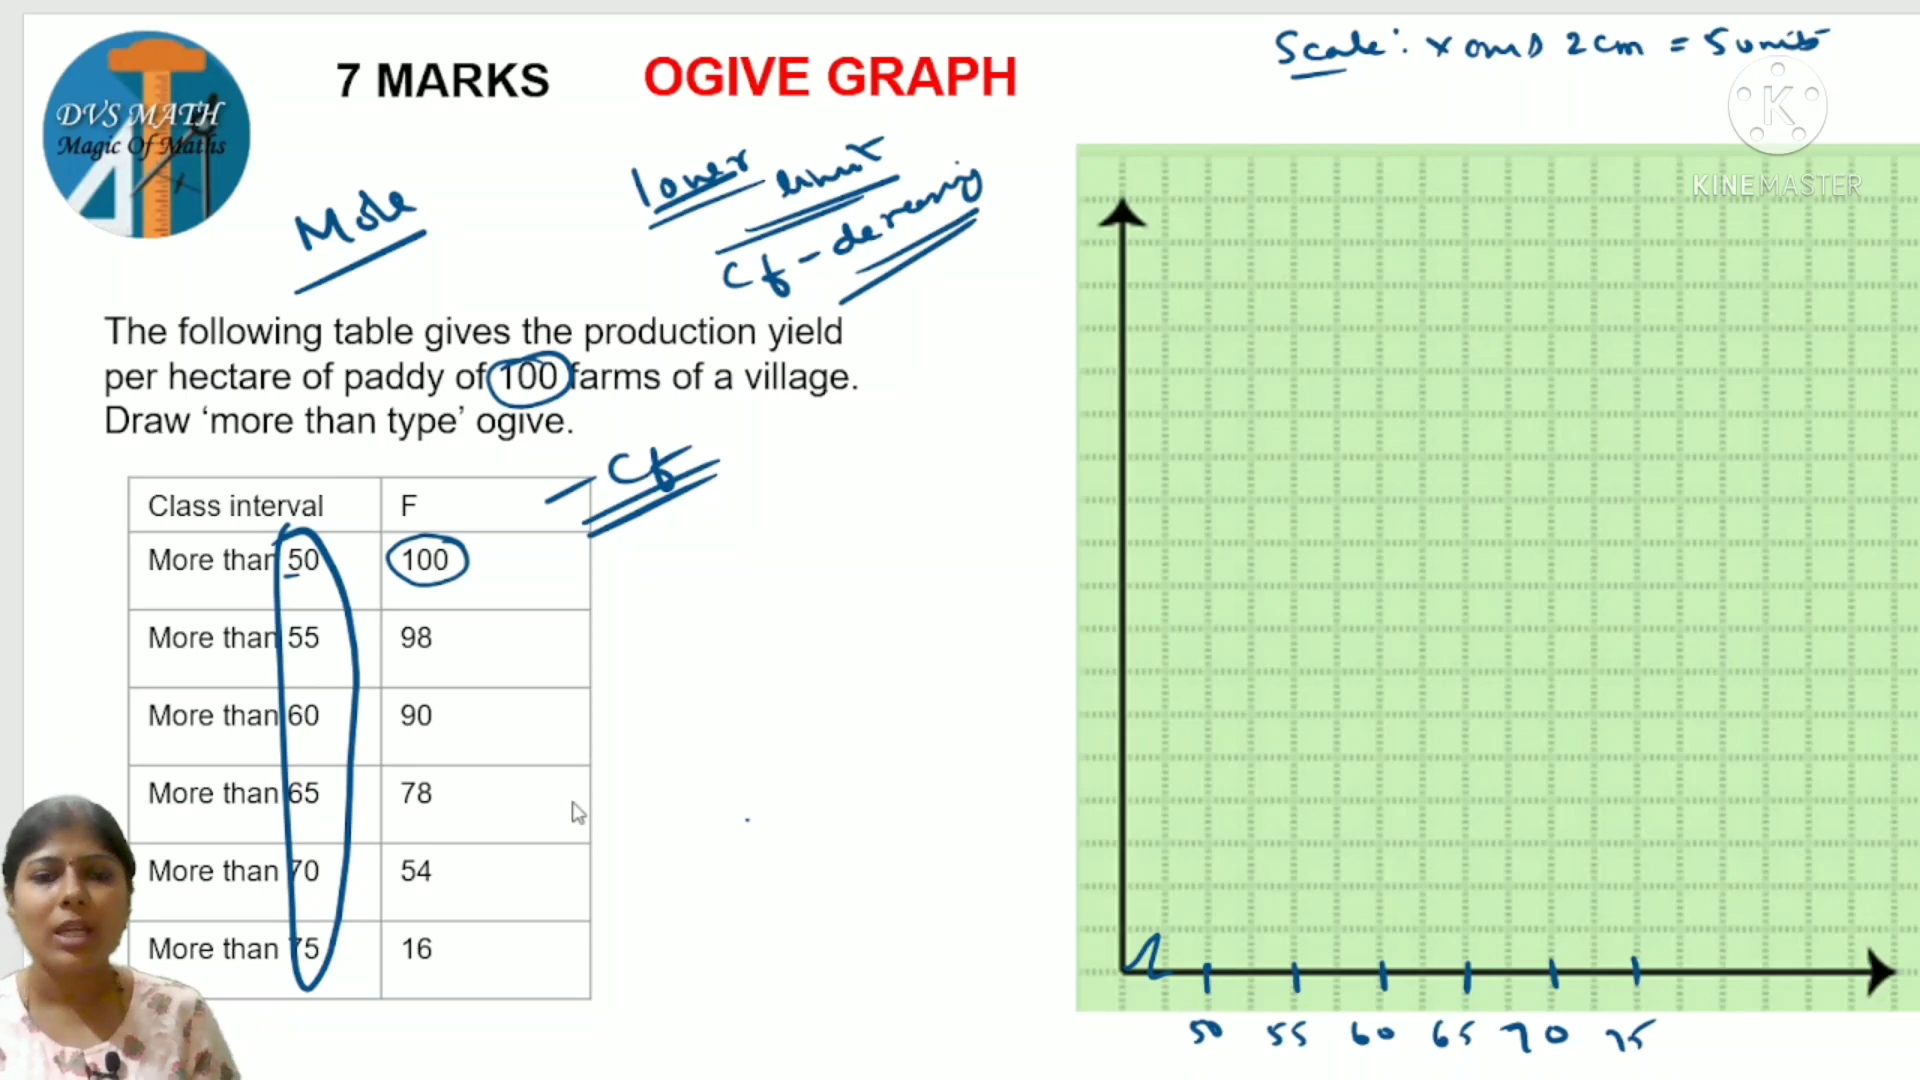 DVS MATH
Magic Of Maths
7 MARKS
OGIVE GRAPH
Scale: x axis 2cm = 5 units
K
KINEMASTER
More
lower limit
cf - decreasing
The following table gives the production yield
per hectare of paddy of 100 farms of a village.
Draw ‘more than type’ ogive.
- cf
Class interval F
More than 50 100
More than 55 98
More than 60 90
More than 65 78
More than 70 54
More than 75 16
50 55 60 65 70 75